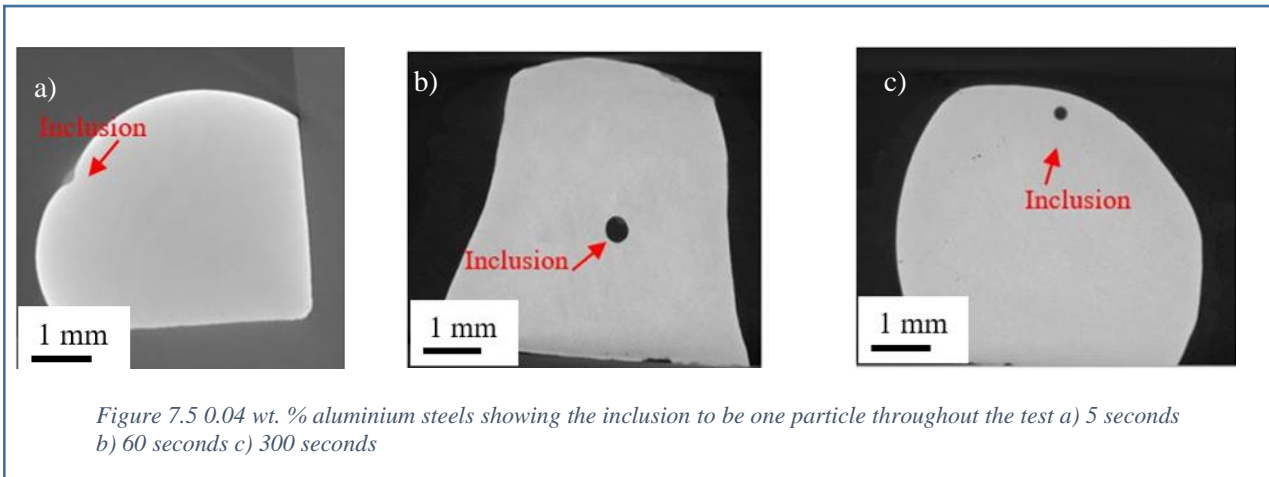 a)
Inclusion
1 mm
b)
Inclusion
1 mm
c)
Inclusion
1 mm
Figure 7.5 0.04 wt. % aluminium steels showing the inclusion to be one particle throughout the test a) 5 seconds
b) 60 seconds c) 300 seconds